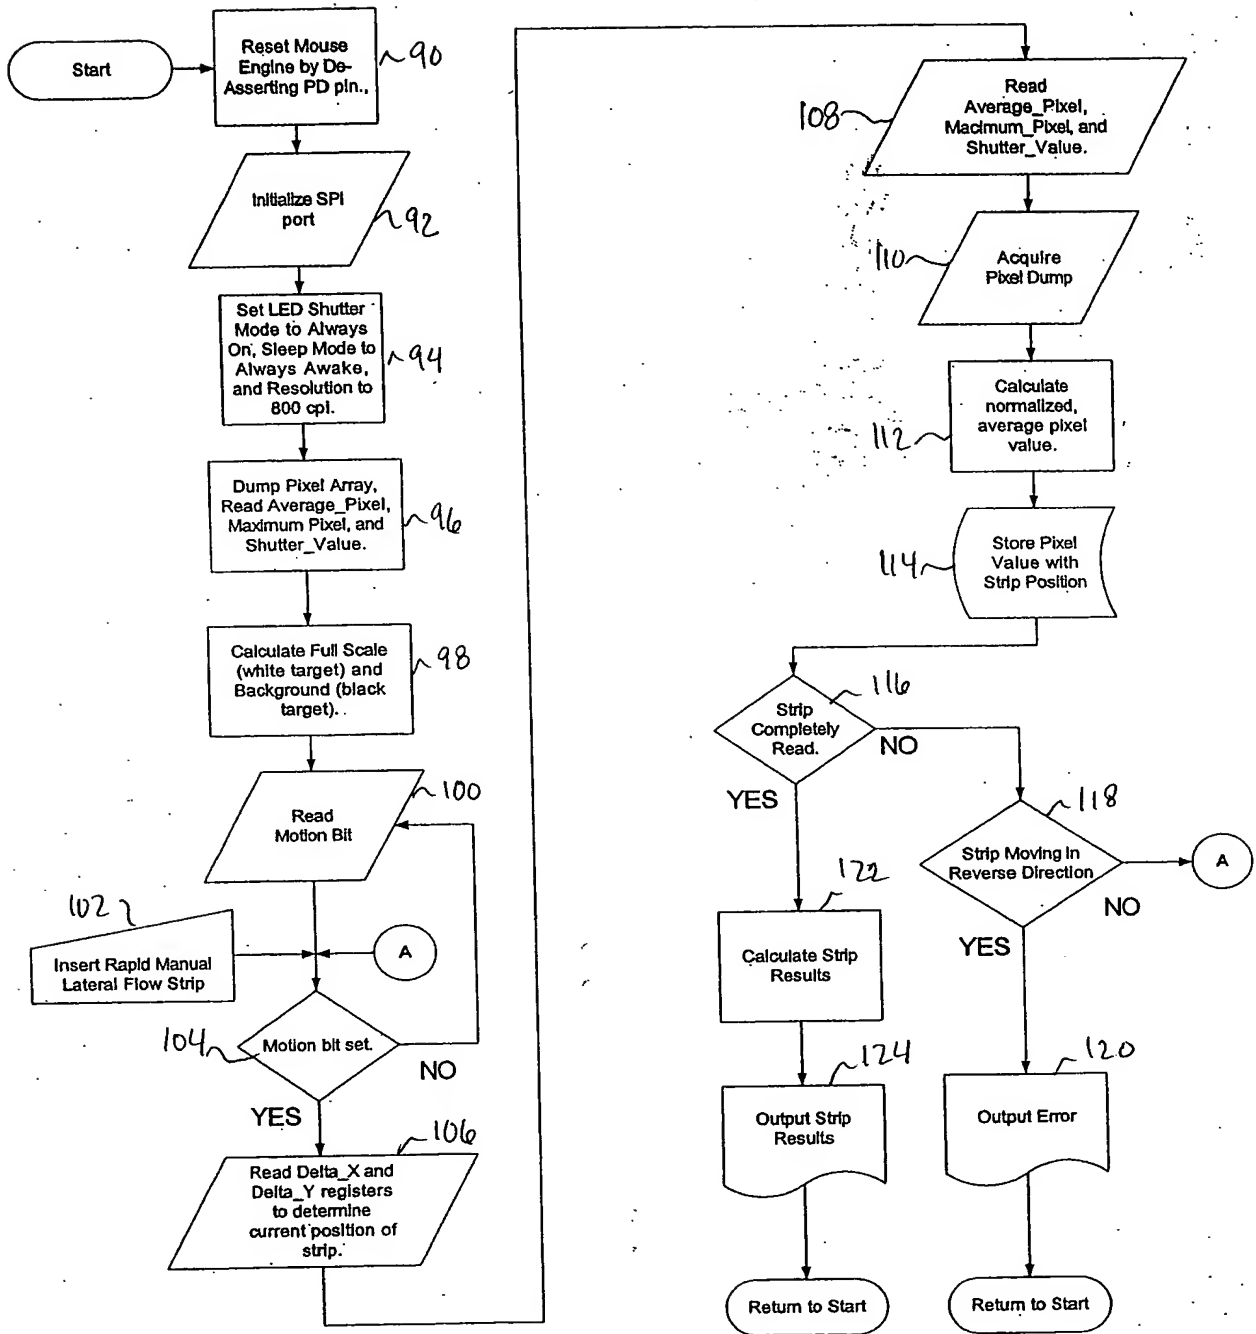 Start
Reset Mouse
Engine by De-
Asserting PD pin.,
90
Initialize SPI
port
92
Set LED Shutter
Mode to Always
On, Sleep Mode to
Always Awake,
and Resolution to
800 cpi.
94
Dump Pixel Array,
Read Average_Pixel,
Maximum Pixel, and
Shutter_Value.
96
Calculate Full Scale
(white target) and
Background (black
target)..
98
Read
Motion Bit
100
102
Insert Rapid Manual
Lateral Flow Strip
A
104
Motion bit set.
NO
YES
106
Read Delta_X and
Delta_Y registers
to determine
current position of
strip.
108
Read
Average_Pixel,
Macimum_Pixel, and
Shutter_Value.
110
Acquire
Pixel Dump
112
Calculate
normalized,
average pixel
value.
114
Store Pixel
Value with
Strip Position
116
Strip
Completely
Read.
NO
YES
118
Strip Moving in
Reverse Direction
A
NO
YES
122
Calculate Strip
Results
124
Output Strip
Results
120
Output Error
Return to Start
Return to Start